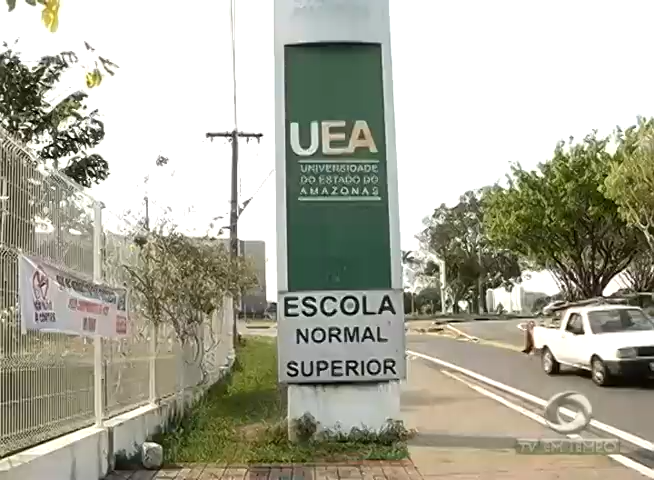 UEA
UNIVERSIDADE
DO ESTADO DO
AMAZONAS
ESCOLA
NORMAL
SUPERIOR
TV EM TEMPO